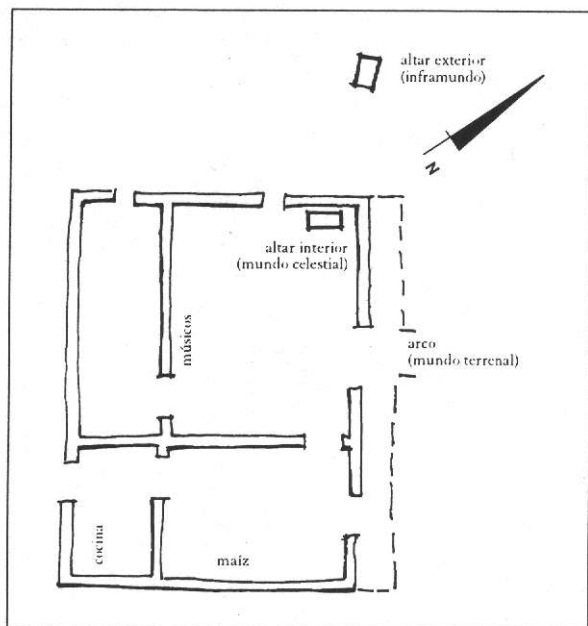 altar exterior
(inframundo)
N
altar interior
(mundo celestial)
músicos
arco
(mundo terrenal)
cocina
maíz